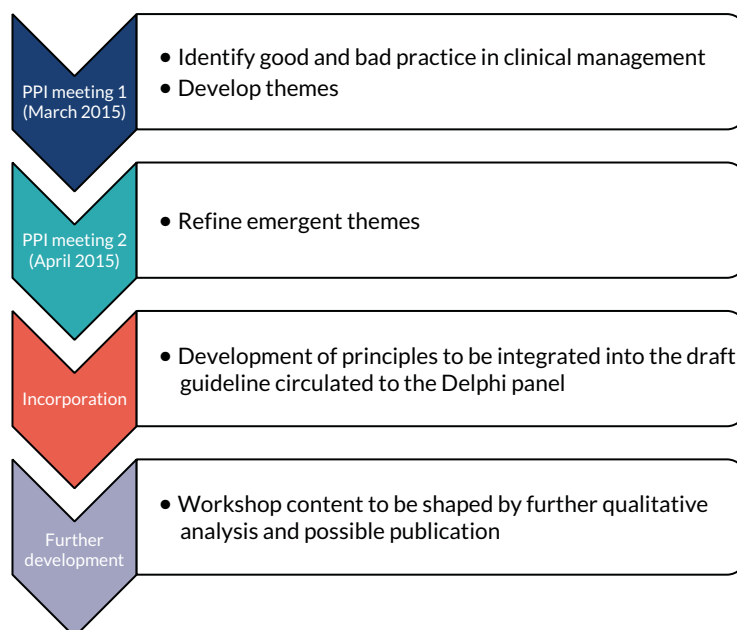 PPI meeting 1
(March 2015)
• Identify good and bad practice in clinical management
• Develop themes
PPI meeting 2
(April 2015)
• Refine emergent themes
Incorporation
• Development of principles to be integrated into the draft
guideline circulated to the Delphi panel
Further
development
• Workshop content to be shaped by further qualitative
analysis and possible publication